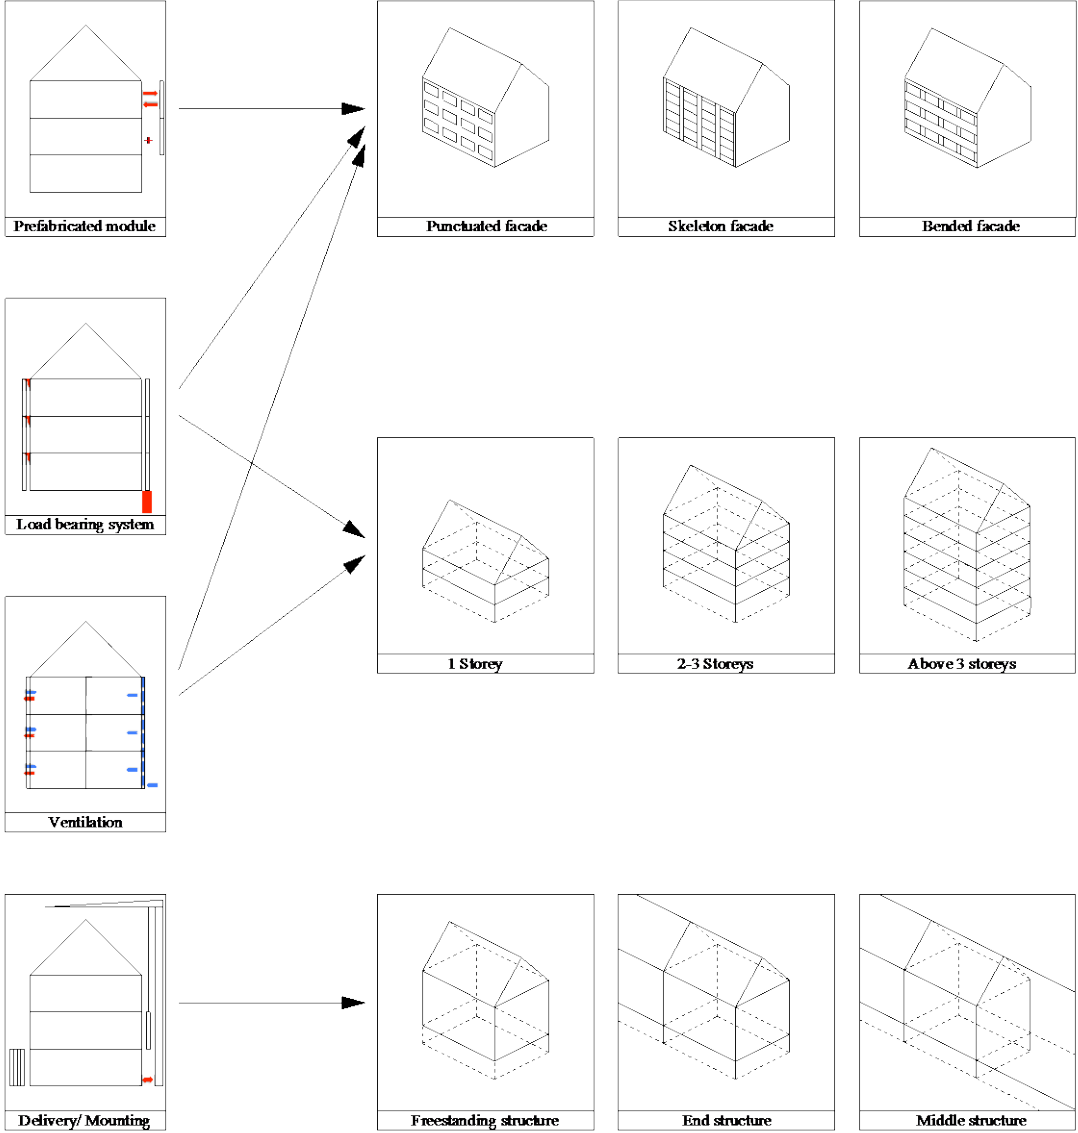 Prefabricated module
Punctuated facade
Skeleton facade
Bended facade
Load bearing system
1 Storey
2-3 Storeys
Above 3 storeys
Ventilation
Delivery/ Mounting
Freestanding structure
End structure
Middle structure